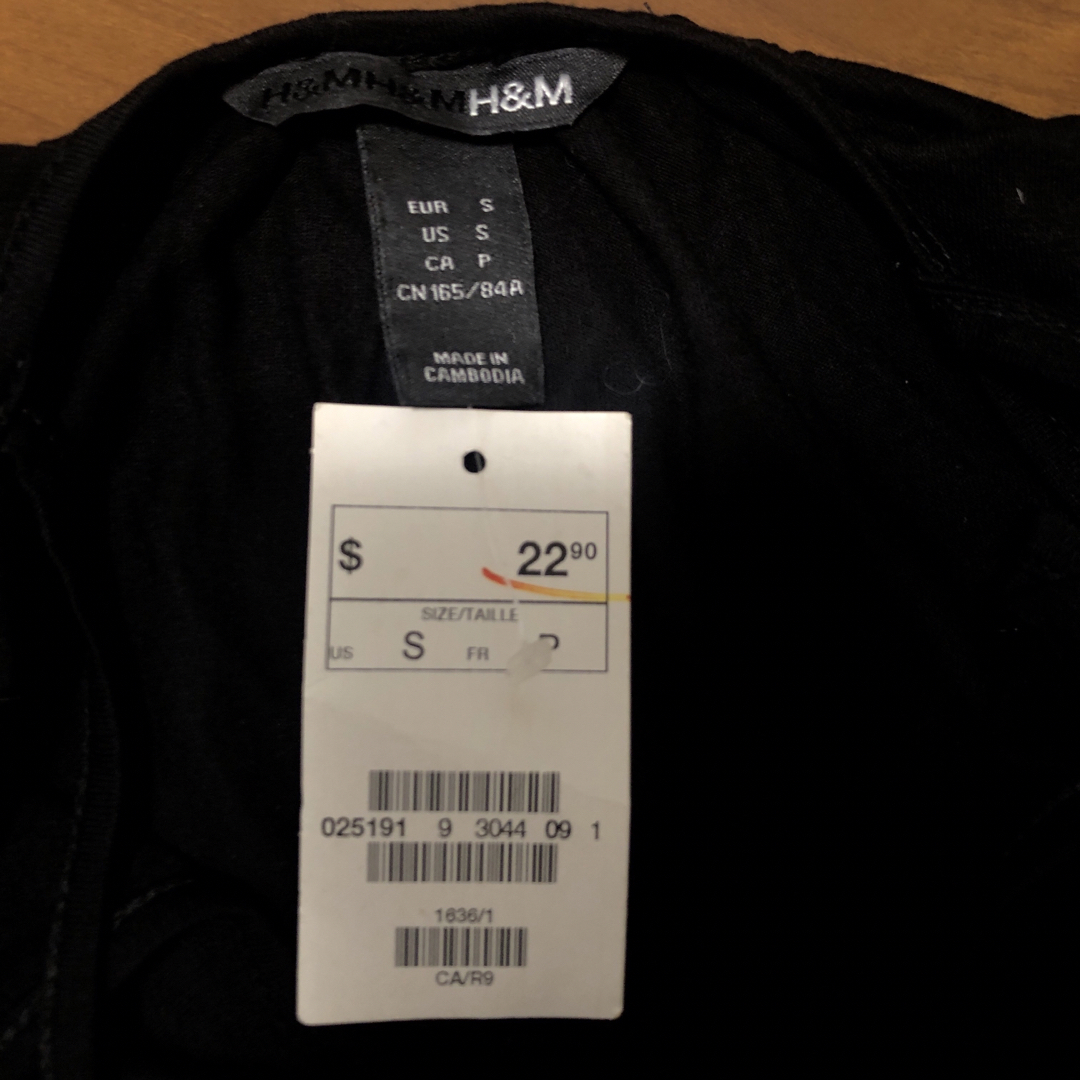 H&MH&MH&M
EUR S
US S
CA P
CN 165/84A
MADE IN
CAMBODIA
$ 22 90
SIZE/TAILLE
US S FR P
025191 9 3044 09 1
1636/1
CA/R9